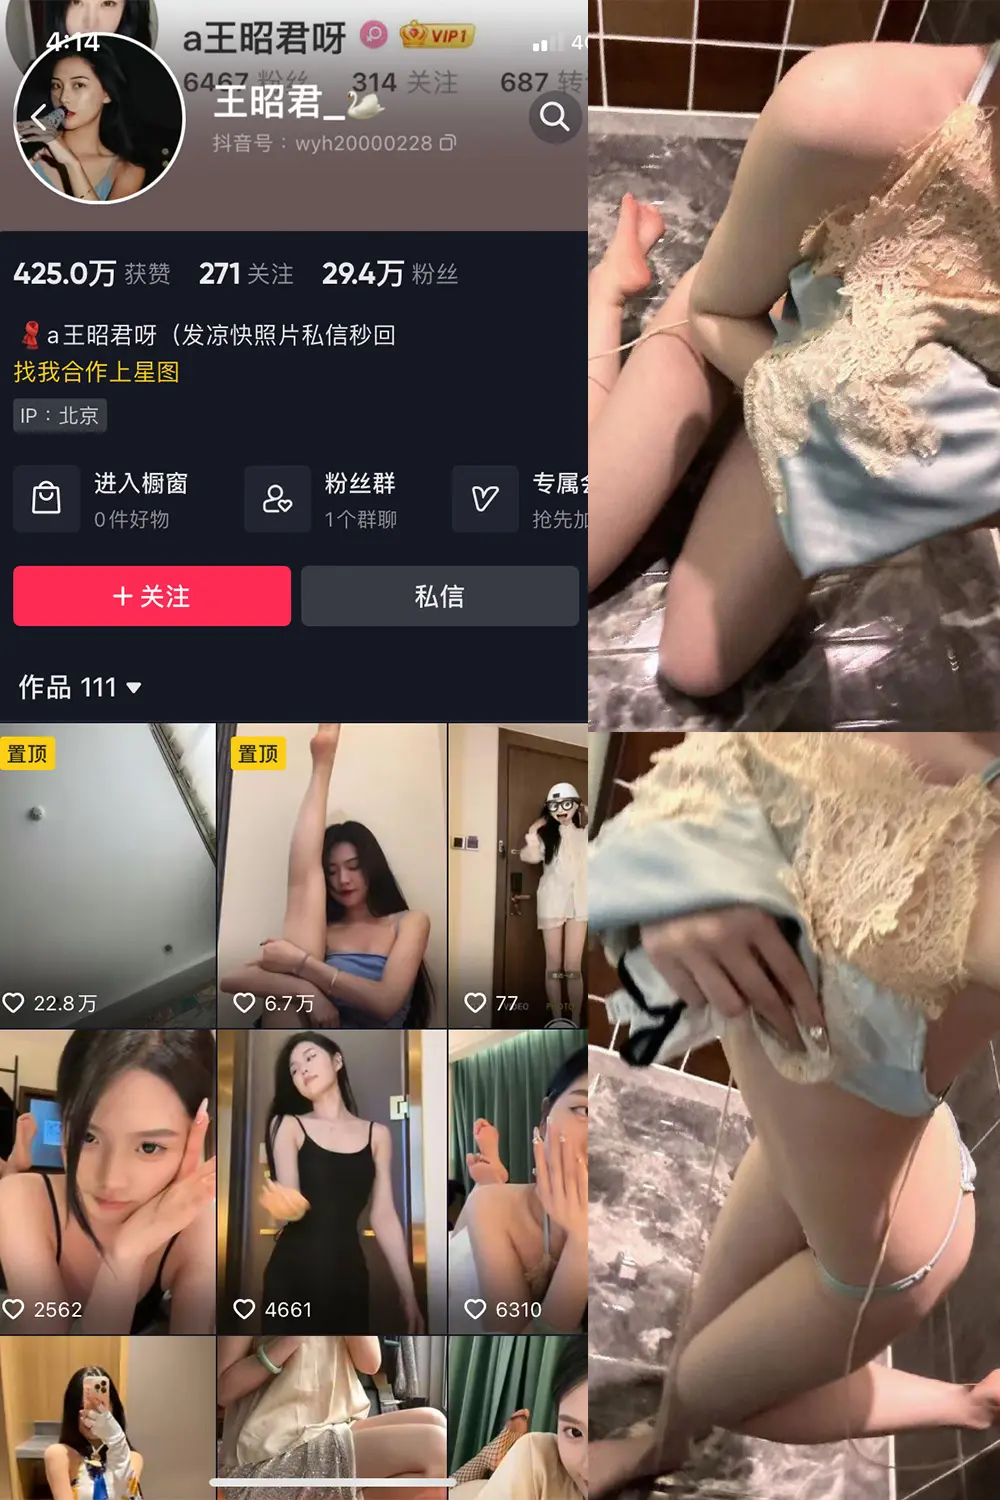 4:14
a王昭君呀
VIP1
6467 粉丝 314 关注 687
王昭君_
抖音号：wyh20000228
425.0万 获赞 271 关注 29.4万 粉丝
a王昭君呀（发凉快照片私信秒回
找我合作上星图
IP：北京
进入橱窗
0件好物
粉丝群
1个群聊
专属
抢先加
+ 关注
私信
作品 111
置顶
置顶
22.8万
6.7万
77
2562
4661
6310